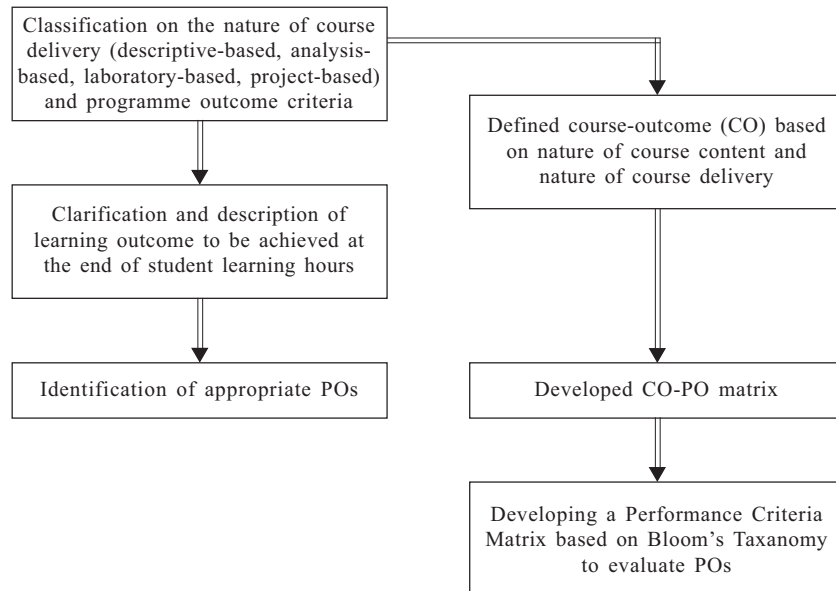 Classification on the nature of course
delivery (descriptive-based, analysis-
based, laboratory-based, project-based)
and programme outcome criteria
Clarification and description of
learning outcome to be achieved at
the end of student learning hours
Identification of appropriate POs
Defined course-outcome (CO) based
on nature of course content and
nature of course delivery
Developed CO-PO matrix
Developing a Performance Criteria
Matrix based on Bloom's Taxanomy
to evaluate POs